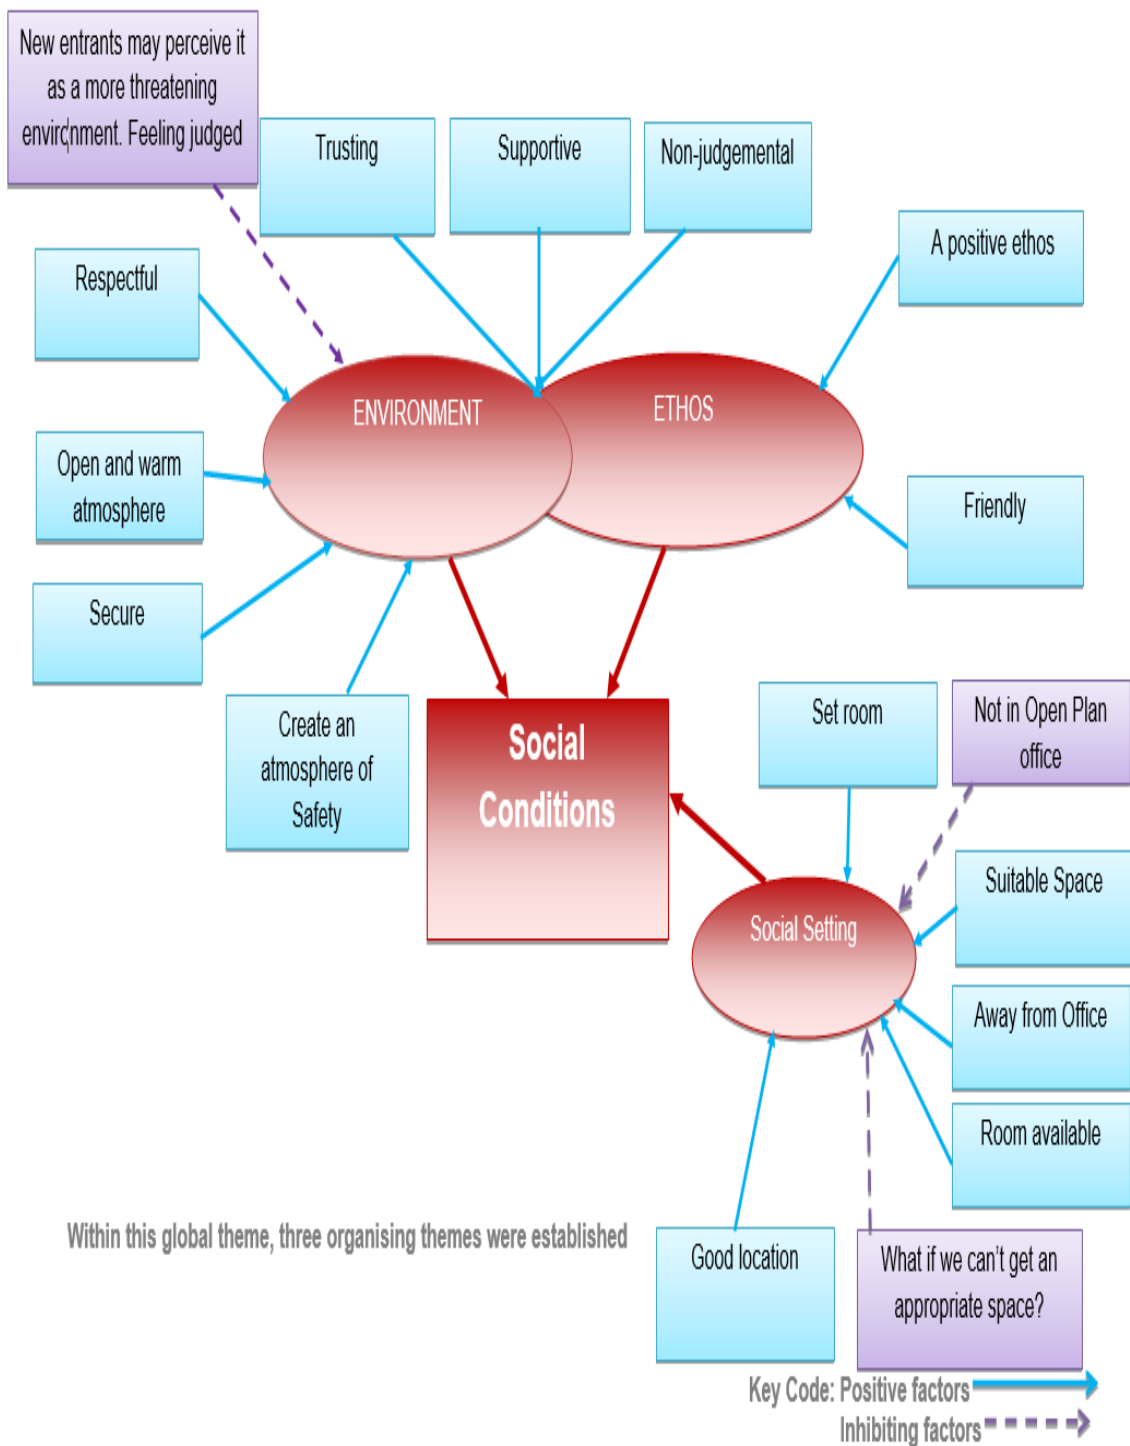 New entrants may perceive it
as a more threatening
environment. Feeling judged
Trusting
Supportive
Non-judgemental
A positive ethos
Respectful
ENVIRONMENT
ETHOS
Open and warm
atmosphere
Friendly
Secure
Create an
atmosphere of
Safety
Social
Conditions
Set room
Not in Open Plan
office
Suitable Space
Social Setting
Away from Office
Room available
Within this global theme, three organising themes were established
Good location
What if we can't get an
appropriate space?
Key Code: Positive factors
Inhibiting factors